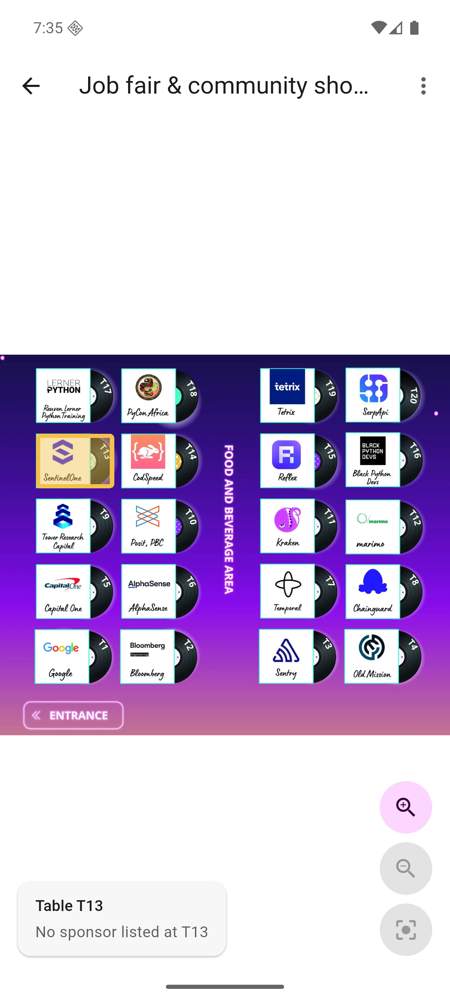 7:35
Job fair & community sho...
LERNER
PYTHON
Reuven Lerner
Python Training
T17
PyCon Africa
T18
tetrix
Tetrix
T19
SerpApi
T20
SentinelOne
T13
CodSpeed
T14
Reflex
T15
BLACK
PYTHON
DEVS
Black Python
Devs
T16
FOOD AND BEVERAGE AREA
Tower Research
Capital
T9
Posit, PBC
T10
Kraken
T11
marimo
marimo
T12
Capital One
Capital One
T5
AlphaSense
AlphaSense
T6
Temporal
T7
Chainguard
T8
Google
Google
T1
Bloomberg
Engineering
Bloomberg
T2
Sentry
T3
Old Mission
T4
ENTRANCE
Table T13
No sponsor listed at T13